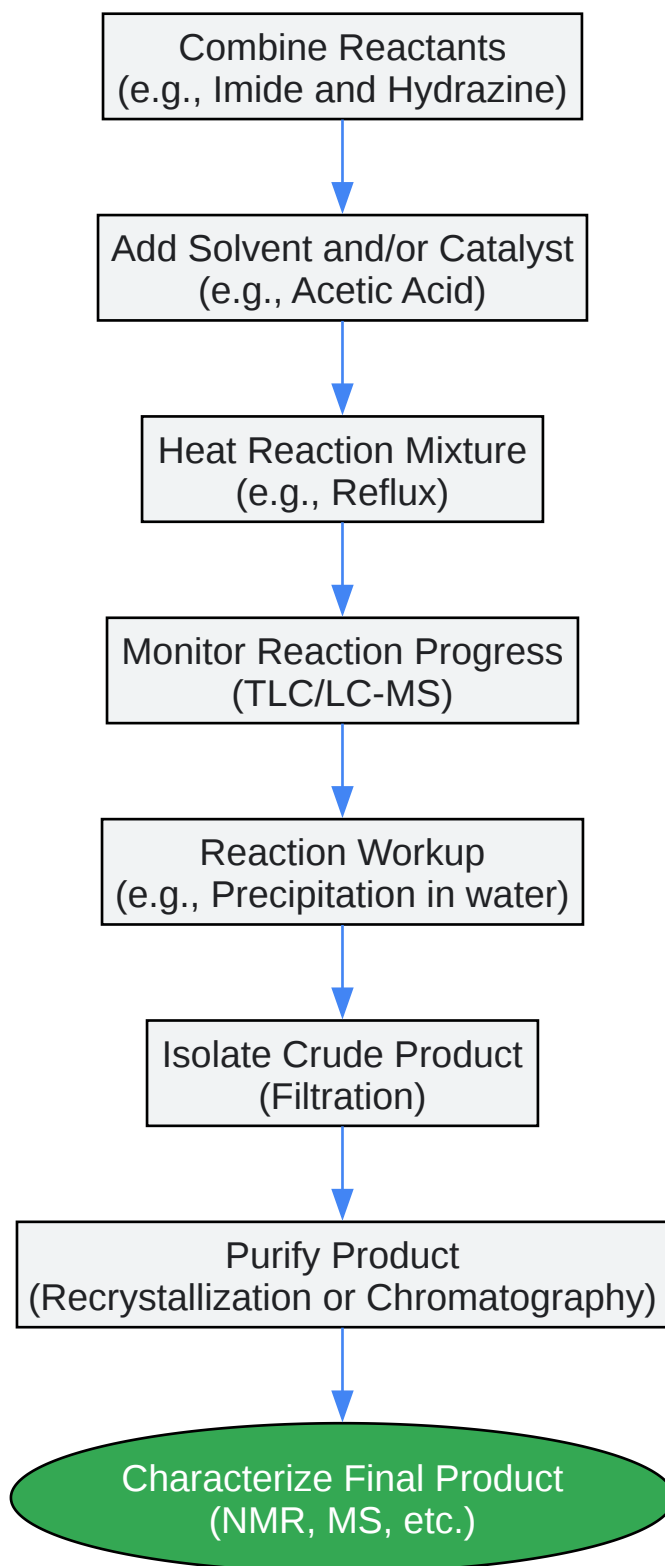 Combine Reactants
(e.g., Imide and Hydrazine)
Add Solvent and/or Catalyst
(e.g., Acetic Acid)
Heat Reaction Mixture
(e.g., Reflux)
Monitor Reaction Progress
(TLC/LC-MS)
Reaction Workup
(e.g., Precipitation in water)
Isolate Crude Product
(Filtration)
Purify Product
(Recrystallization or Chromatography)
Characterize Final Product
(NMR, MS, etc.)